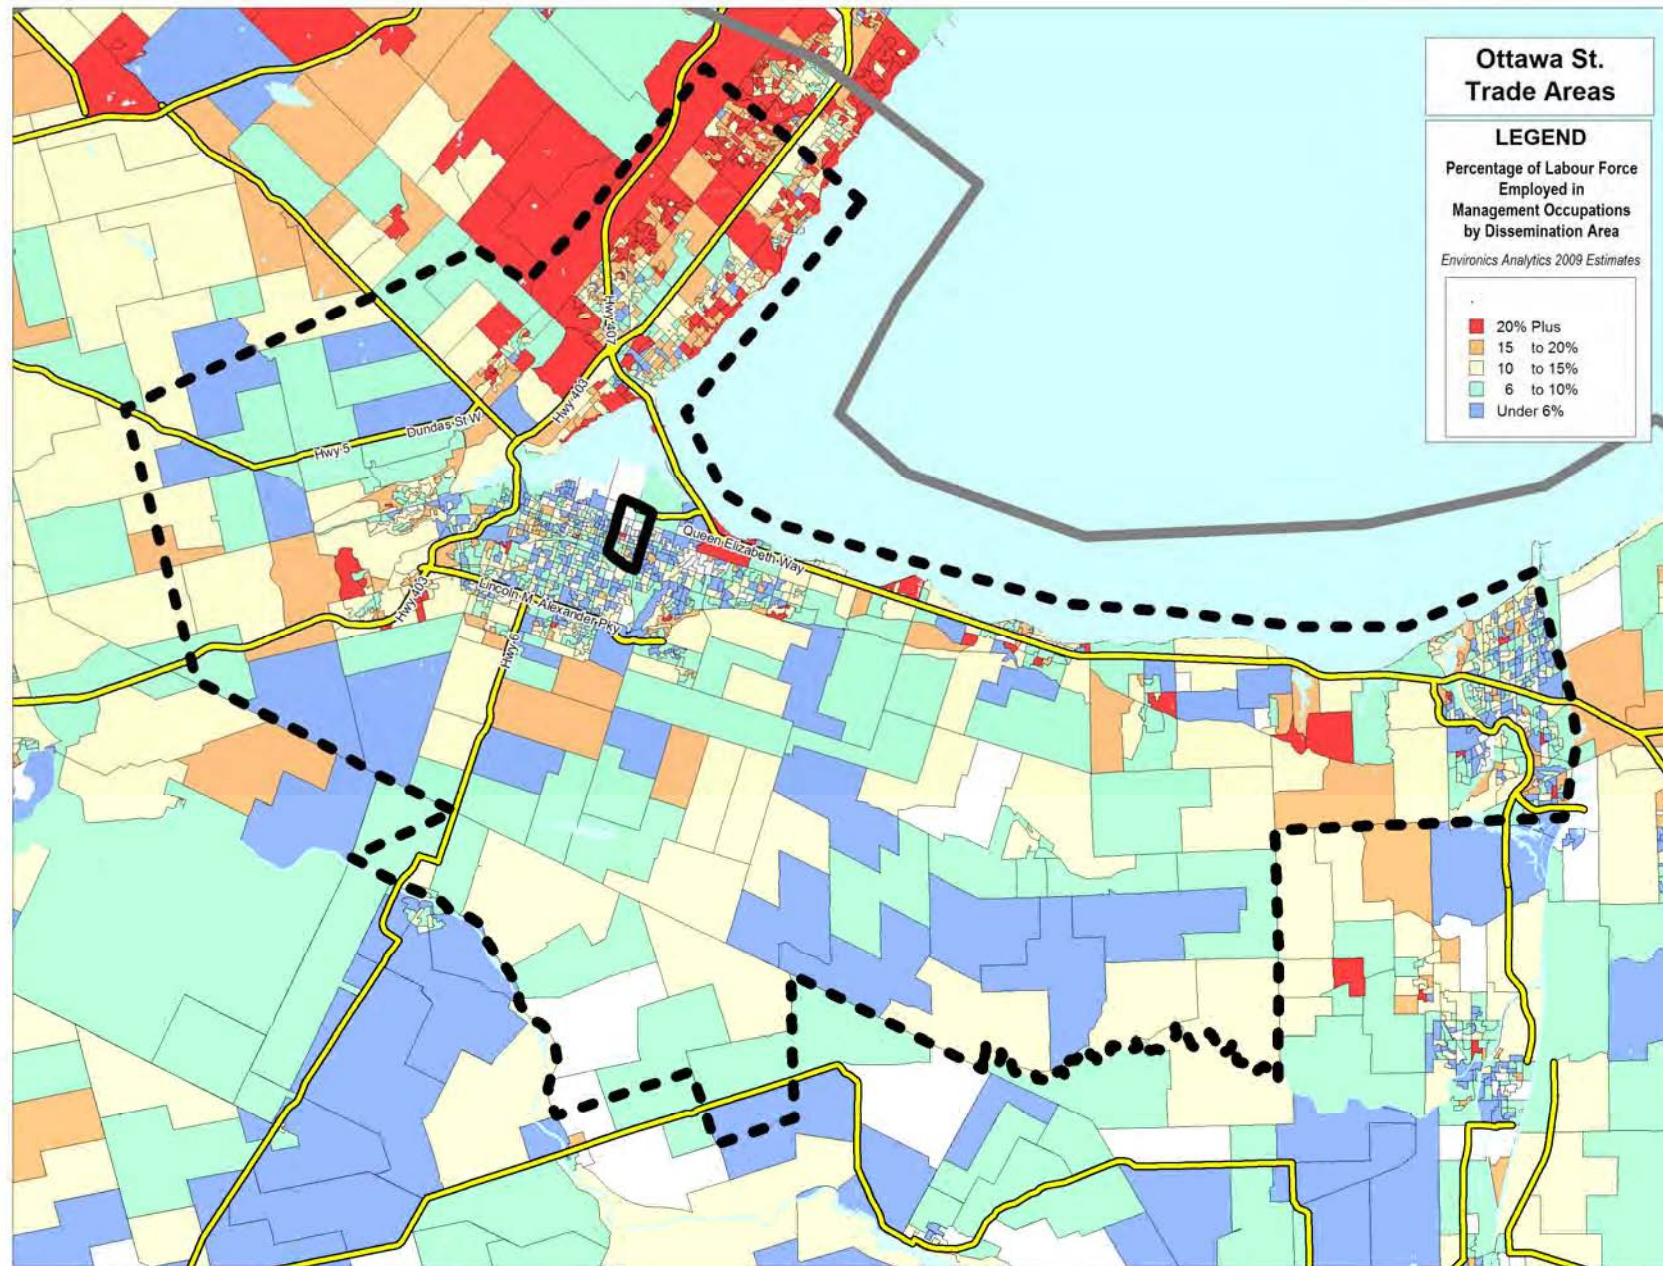 Ottawa St.
Trade Areas
LEGEND
Percentage of Labour Force
Employed in
Management Occupations
by Dissemination Area
Environics Analytics 2009 Estimates
20% Plus
15 to 20%
10 to 15%
6 to 10%
Under 6%
Hwy 407
Hwy 403
Dundas St W
Hwy 5
Queen Elizabeth Way
Lincoln M. Alexander Pky
Hwy 403
Hwy 6